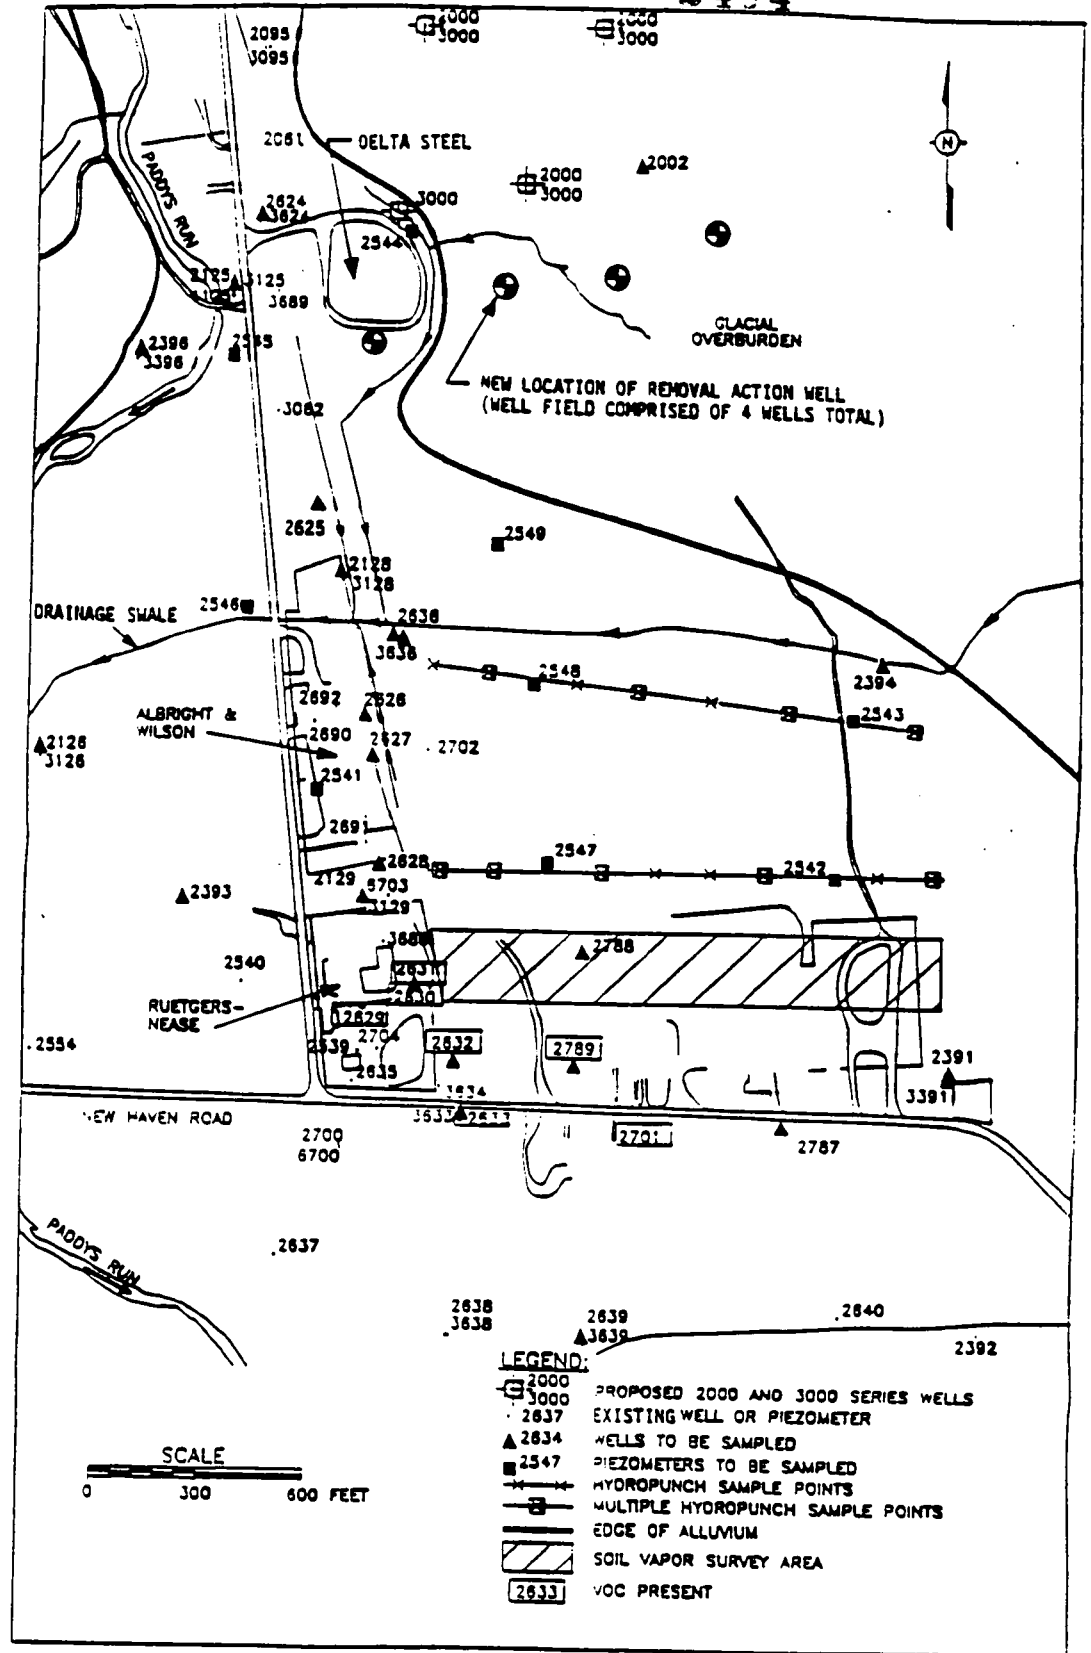 2000
3000
2000
3000
2095
3095
2061
DELTA STEEL
N
2002
2000
3000
PADDYS RUN
2624
3624
3000
2544
2125
3125
3689
GLACIAL
OVERBURDEN
2396
3396
NEW LOCATION OF REMOVAL ACTION WELL
(WELL FIELD COMPRISED OF 4 WELLS TOTAL)
3062
2625
2549
2128
3128
DRAINAGE SWALE
2546
2636
3636
2394
2548
2692
2626
2543
ALBRIGHT &
WILSON
2690
2627
2702
2126
3126
2541
2691
2547
2628
2542
2129
6703
3129
2393
2788
2540
2631
2630
RUETGERS-
NEASE
2629
2704
2554
2539
2632
2789
2391
2635
3391
3634
NEW HAVEN ROAD
3633
2633
2700
6700
2701
2787
PADDYS RUN
2637
2638
3638
2639
3639
2640
2392
LEGEND:
2000
3000
PROPOSED 2000 AND 3000 SERIES WELLS
2637 EXISTING WELL OR PIEZOMETER
2634 WELLS TO BE SAMPLED
2547 PIEZOMETERS TO BE SAMPLED
HYDROPUNCH SAMPLE POINTS
MULTIPLE HYDROPUNCH SAMPLE POINTS
EDGE OF ALLUVIUM
SOIL VAPOR SURVEY AREA
2633 VOC PRESENT
SCALE
0 300 600 FEET